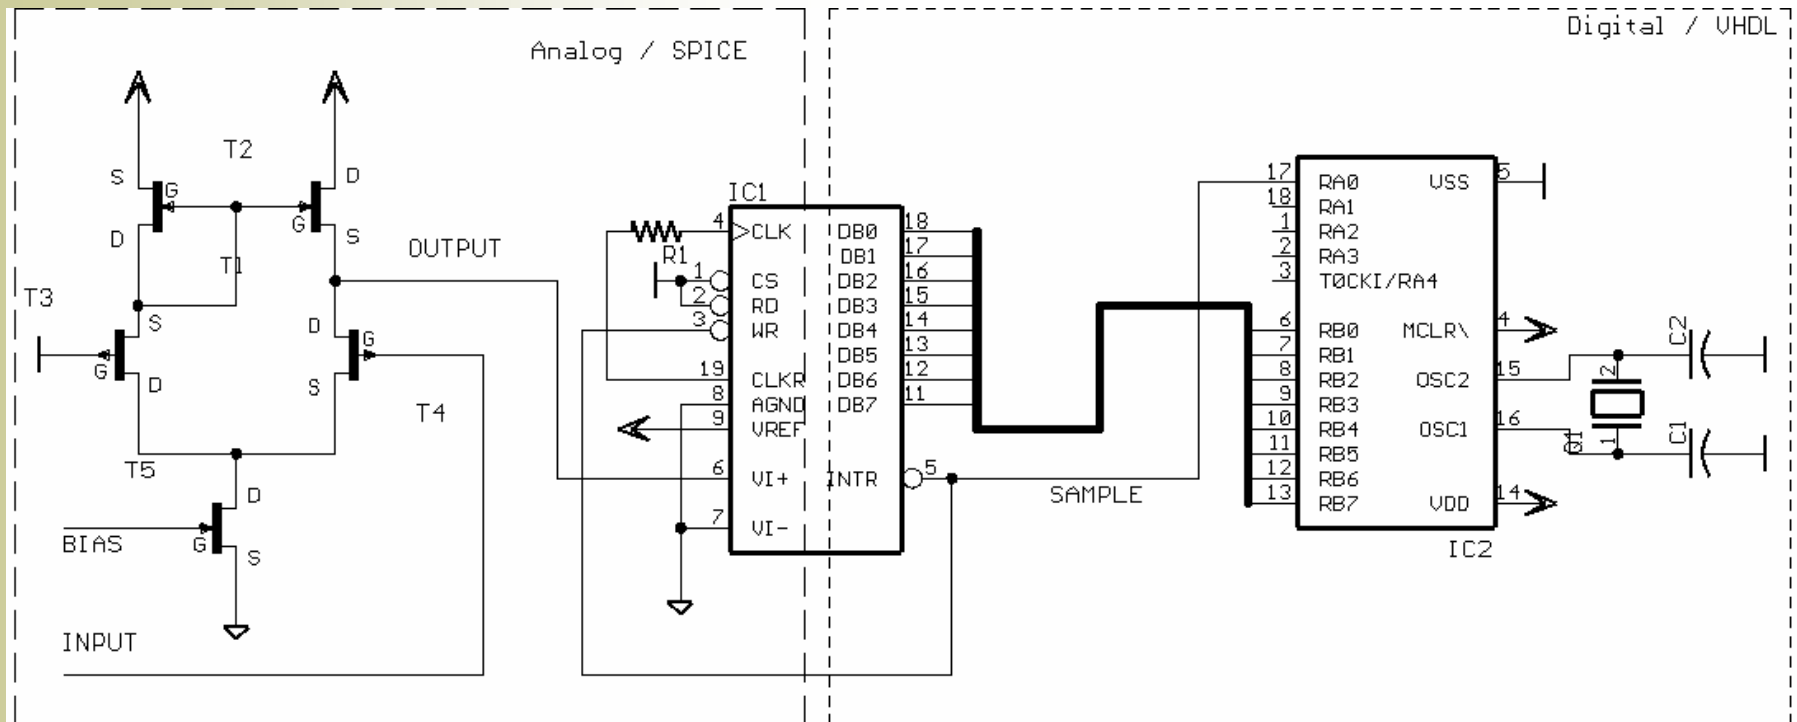 Analog / SPICE
Digital / VHDL
T2
S
G
D
G
D
S
T1
OUTPUT
T3
S
G
D
D
G
S
T4
T5
D
G
S
BIAS
INPUT
IC1
R1
4 CLK
1 CS
2 RD
3 WR
19 CLKR
8 AGND
9 VREF
6 VI+
7 VI-
DB0 18
DB1 17
DB2 16
DB3 15
DB4 14
DB5 13
DB6 12
DB7 11
INTR 5
SAMPLE
17 RA0
18 RA1
1 RA2
2 RA3
3 T0CKI/RA4
6 RB0
7 RB1
8 RB2
9 RB3
10 RB4
11 RB5
12 RB6
13 RB7
VSS 5
MCLR\ 4
OSC2 15
OSC1 16
VDD 14
IC2
2
Q1
1
C2
C1